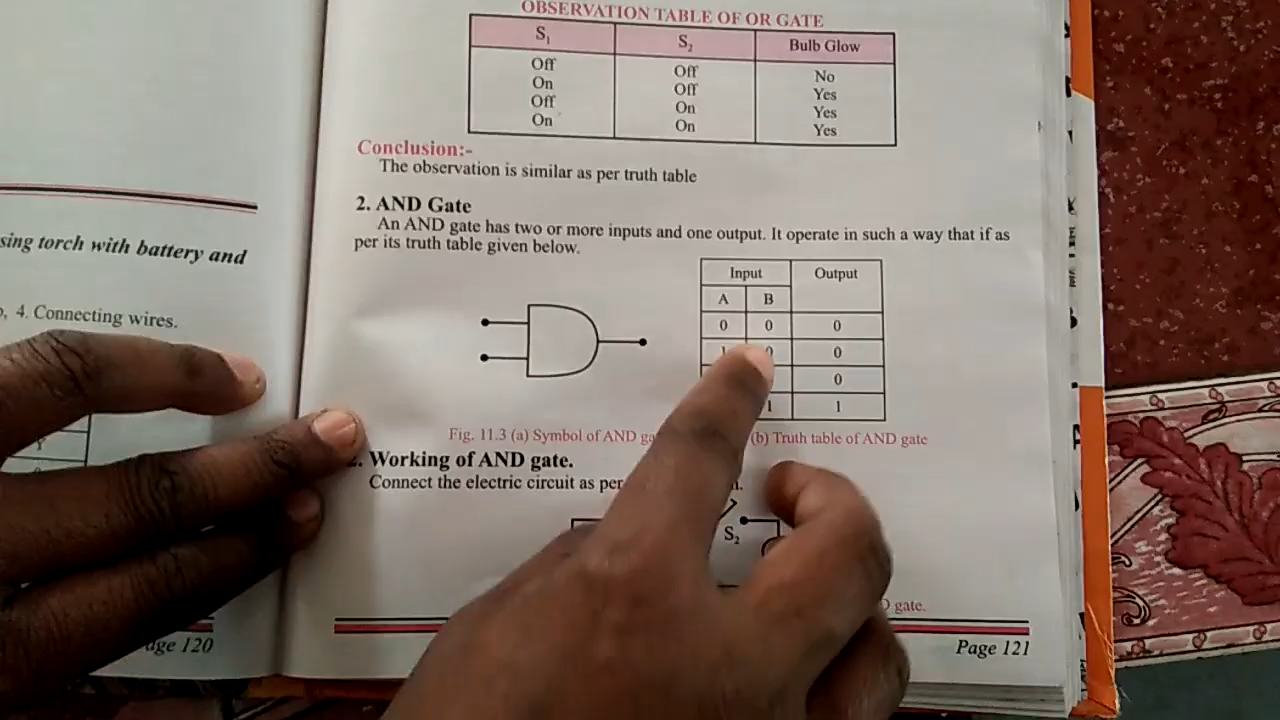 sing torch with battery and
, 4. Connecting wires.
age 120
OBSERVATION TABLE OF OR GATE
S₁ S₂ Bulb Glow
Off Off No
On Off Yes
Off On Yes
On On Yes
Conclusion:-
The observation is similar as per truth table
2. AND Gate
An AND gate has two or more inputs and one output. It operate in such a way that if as
per its truth table given below.
Input Output
A B
0 0 0
1 0 0
0
1 1
Fig. 11.3 (a) Symbol of AND ga
(b) Truth table of AND gate
. Working of AND gate.
Connect the electric circuit as per
S₂
gate.
Page 121